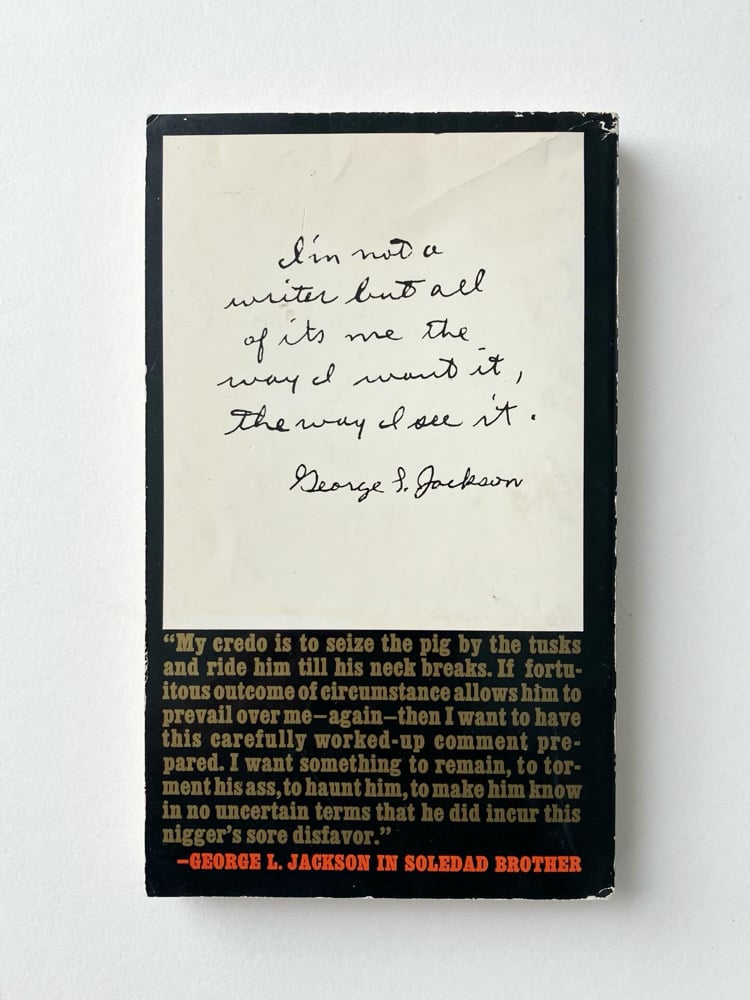 I'm not a
writer but all
of its me the
way I want it,
the way I see it.
George L. Jackson
“My credo is to seize the pig by the tusks
and ride him till his neck breaks. If fortu-
itous outcome of circumstance allows him to
prevail over me—again—then I want to have
this carefully worked-up comment pre-
pared. I want something to remain, to tor-
ment his ass, to haunt him, to make him know
in no uncertain terms that he did incur this
nigger's sore disfavor.”
—GEORGE L. JACKSON IN SOLEDAD BROTHER